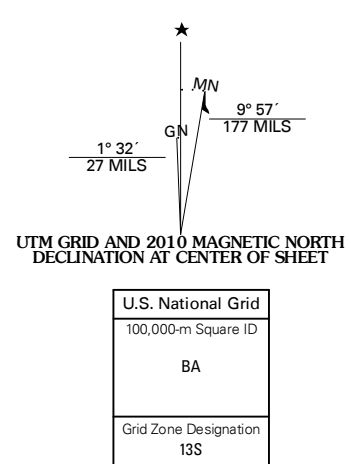 MN
GN
9° 57´
177 MILS
1° 32´
27 MILS
UTM GRID AND 2010 MAGNETIC NORTH
DECLINATION AT CENTER OF SHEET
U.S. National Grid
100,000-m Square ID
BA
Grid Zone Designation
13S